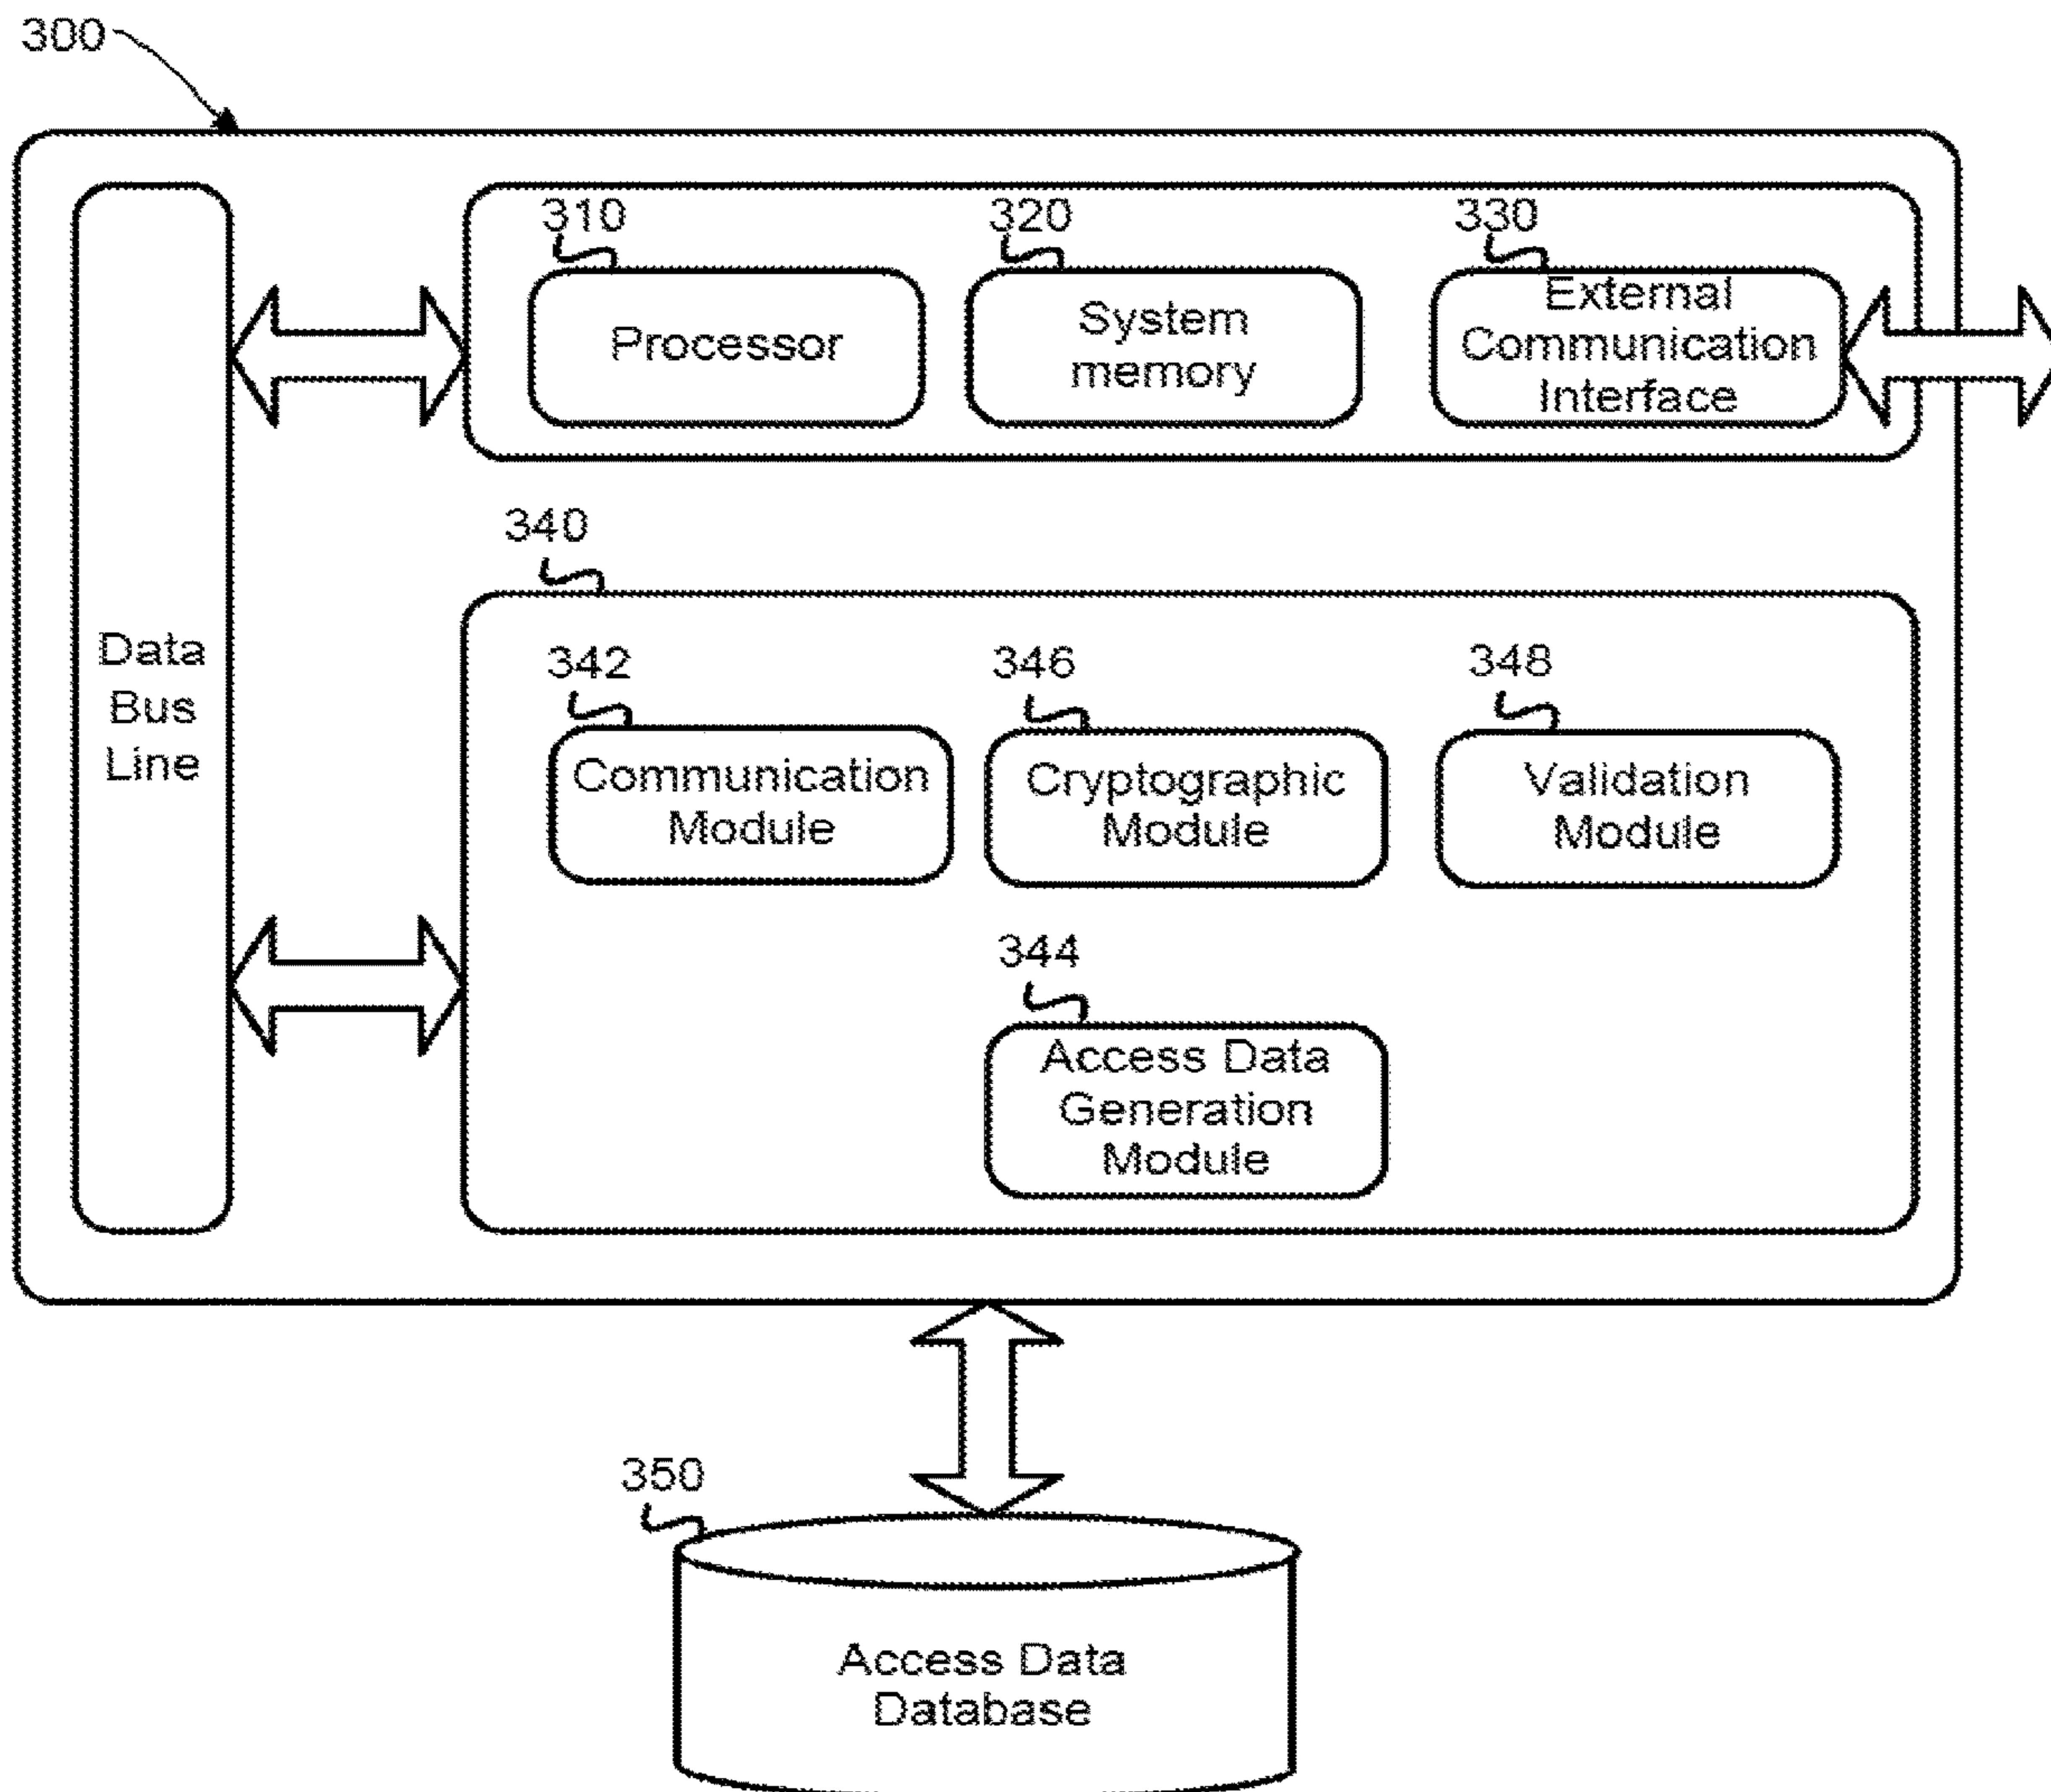 300
310
Processor
320
System
memory
330
External
Communication
Interface
Data
Bus
Line
340
342
Communication
Module
346
Cryptographic
Module
348
Validation
Module
344
Access Data
Generation
Module
350
Access Data
Database